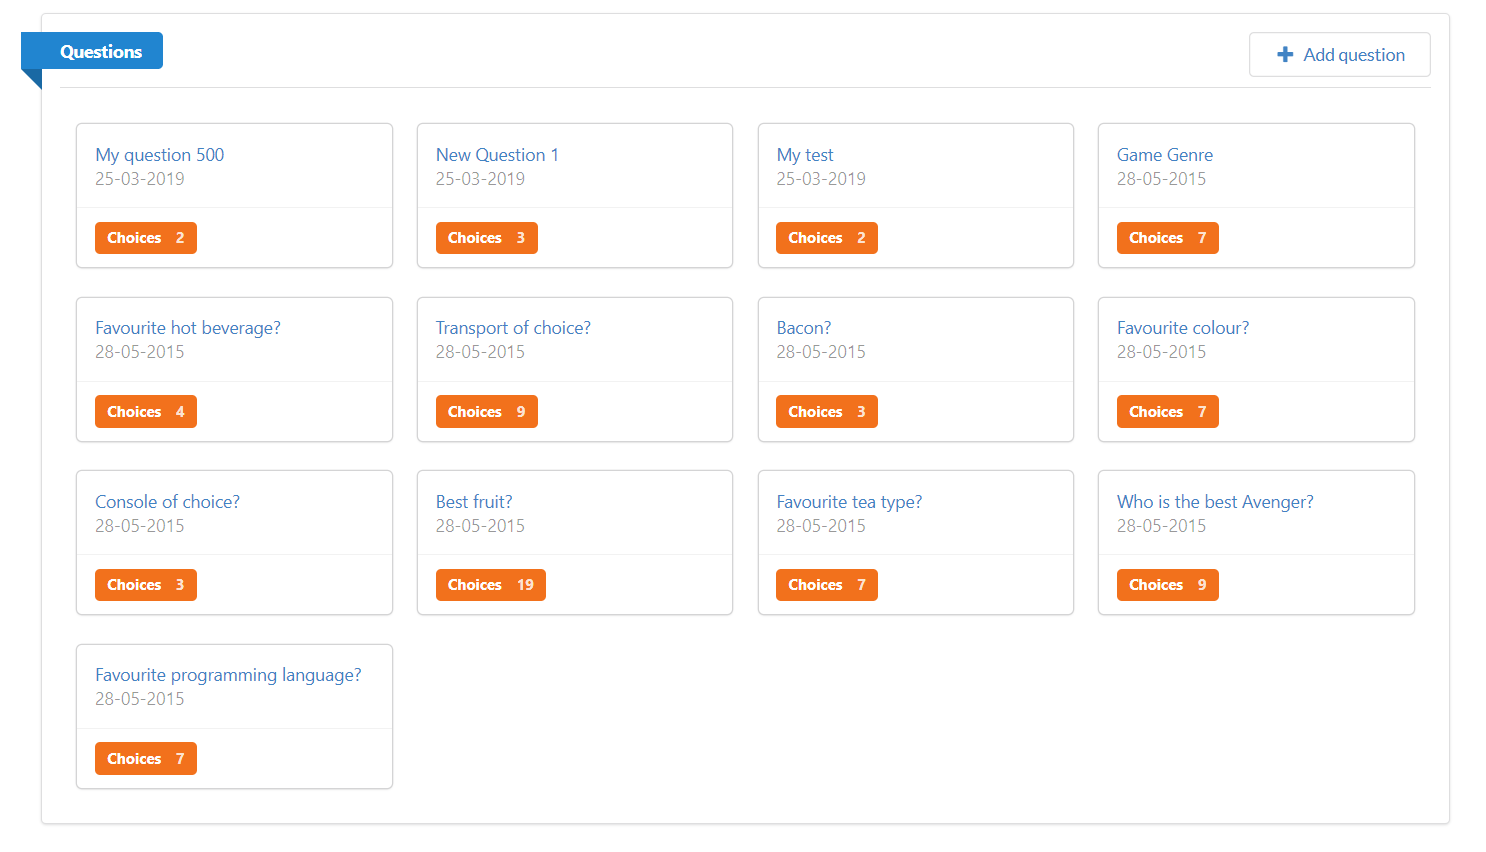 Questions
Add question
My question 500
25-03-2019
Choices 2
New Question 1
25-03-2019
Choices 3
My test
25-03-2019
Choices 2
Game Genre
28-05-2015
Choices 7
Favourite hot beverage?
28-05-2015
Choices 4
Transport of choice?
28-05-2015
Choices 9
Bacon?
28-05-2015
Choices 3
Favourite colour?
28-05-2015
Choices 7
Console of choice?
28-05-2015
Choices 3
Best fruit?
28-05-2015
Choices 19
Favourite tea type?
28-05-2015
Choices 7
Who is the best Avenger?
28-05-2015
Choices 9
Favourite programming language?
28-05-2015
Choices 7